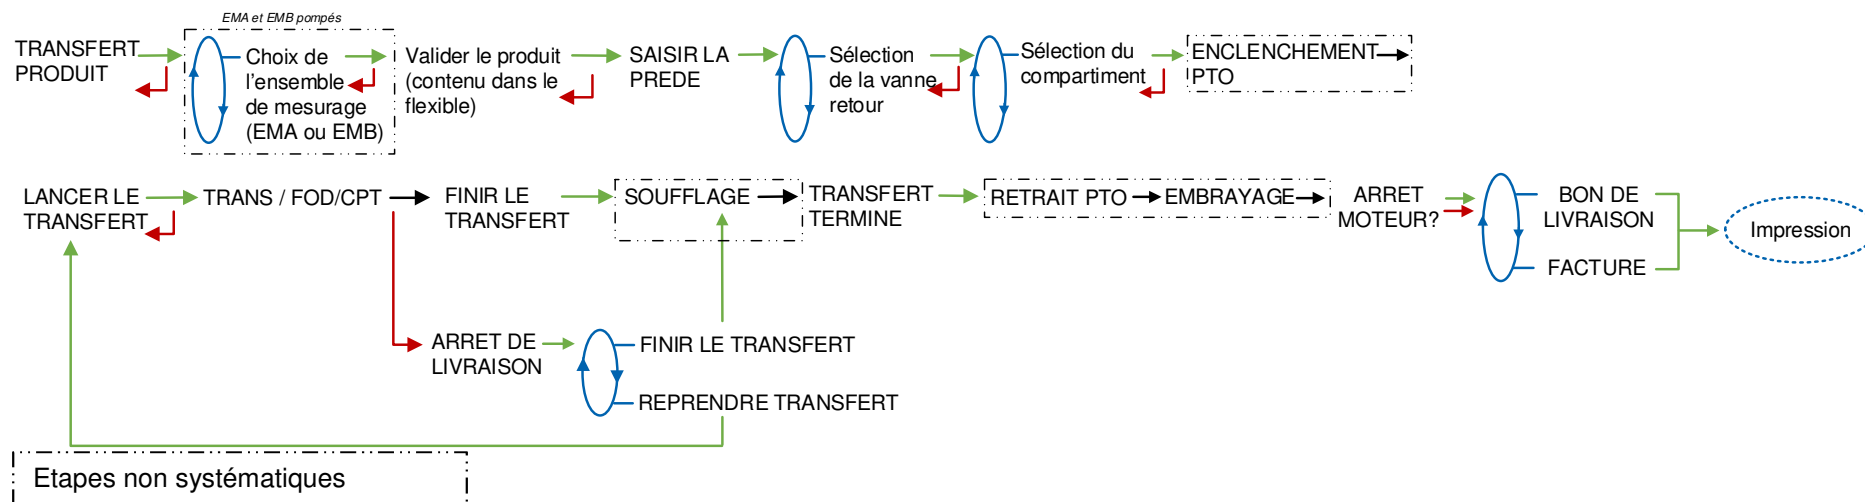 EMA et EMB pompés
TRANSFERT
PRODUIT
Choix de
l'ensemble
de mesurage
(EMA ou EMB)
Valider le produit
(contenu dans le
flexible)
SAISIR LA
PREDE
Sélection
de la vanne
retour
Sélection du
compartiment
ENCLENCHEMENT
PTO
LANCER LE
TRANSFERT
TRANS / FOD/CPT
FINIR LE
TRANSFERT
SOUFFLAGE
TRANSFERT
TERMINE
RETRAIT PTO
EMBRAYAGE
ARRET
MOTEUR?
BON DE
LIVRAISON
FACTURE
Impression
ARRET DE
LIVRAISON
FINIR LE TRANSFERT
REPRENDRE TRANSFERT
Etapes non systématiques